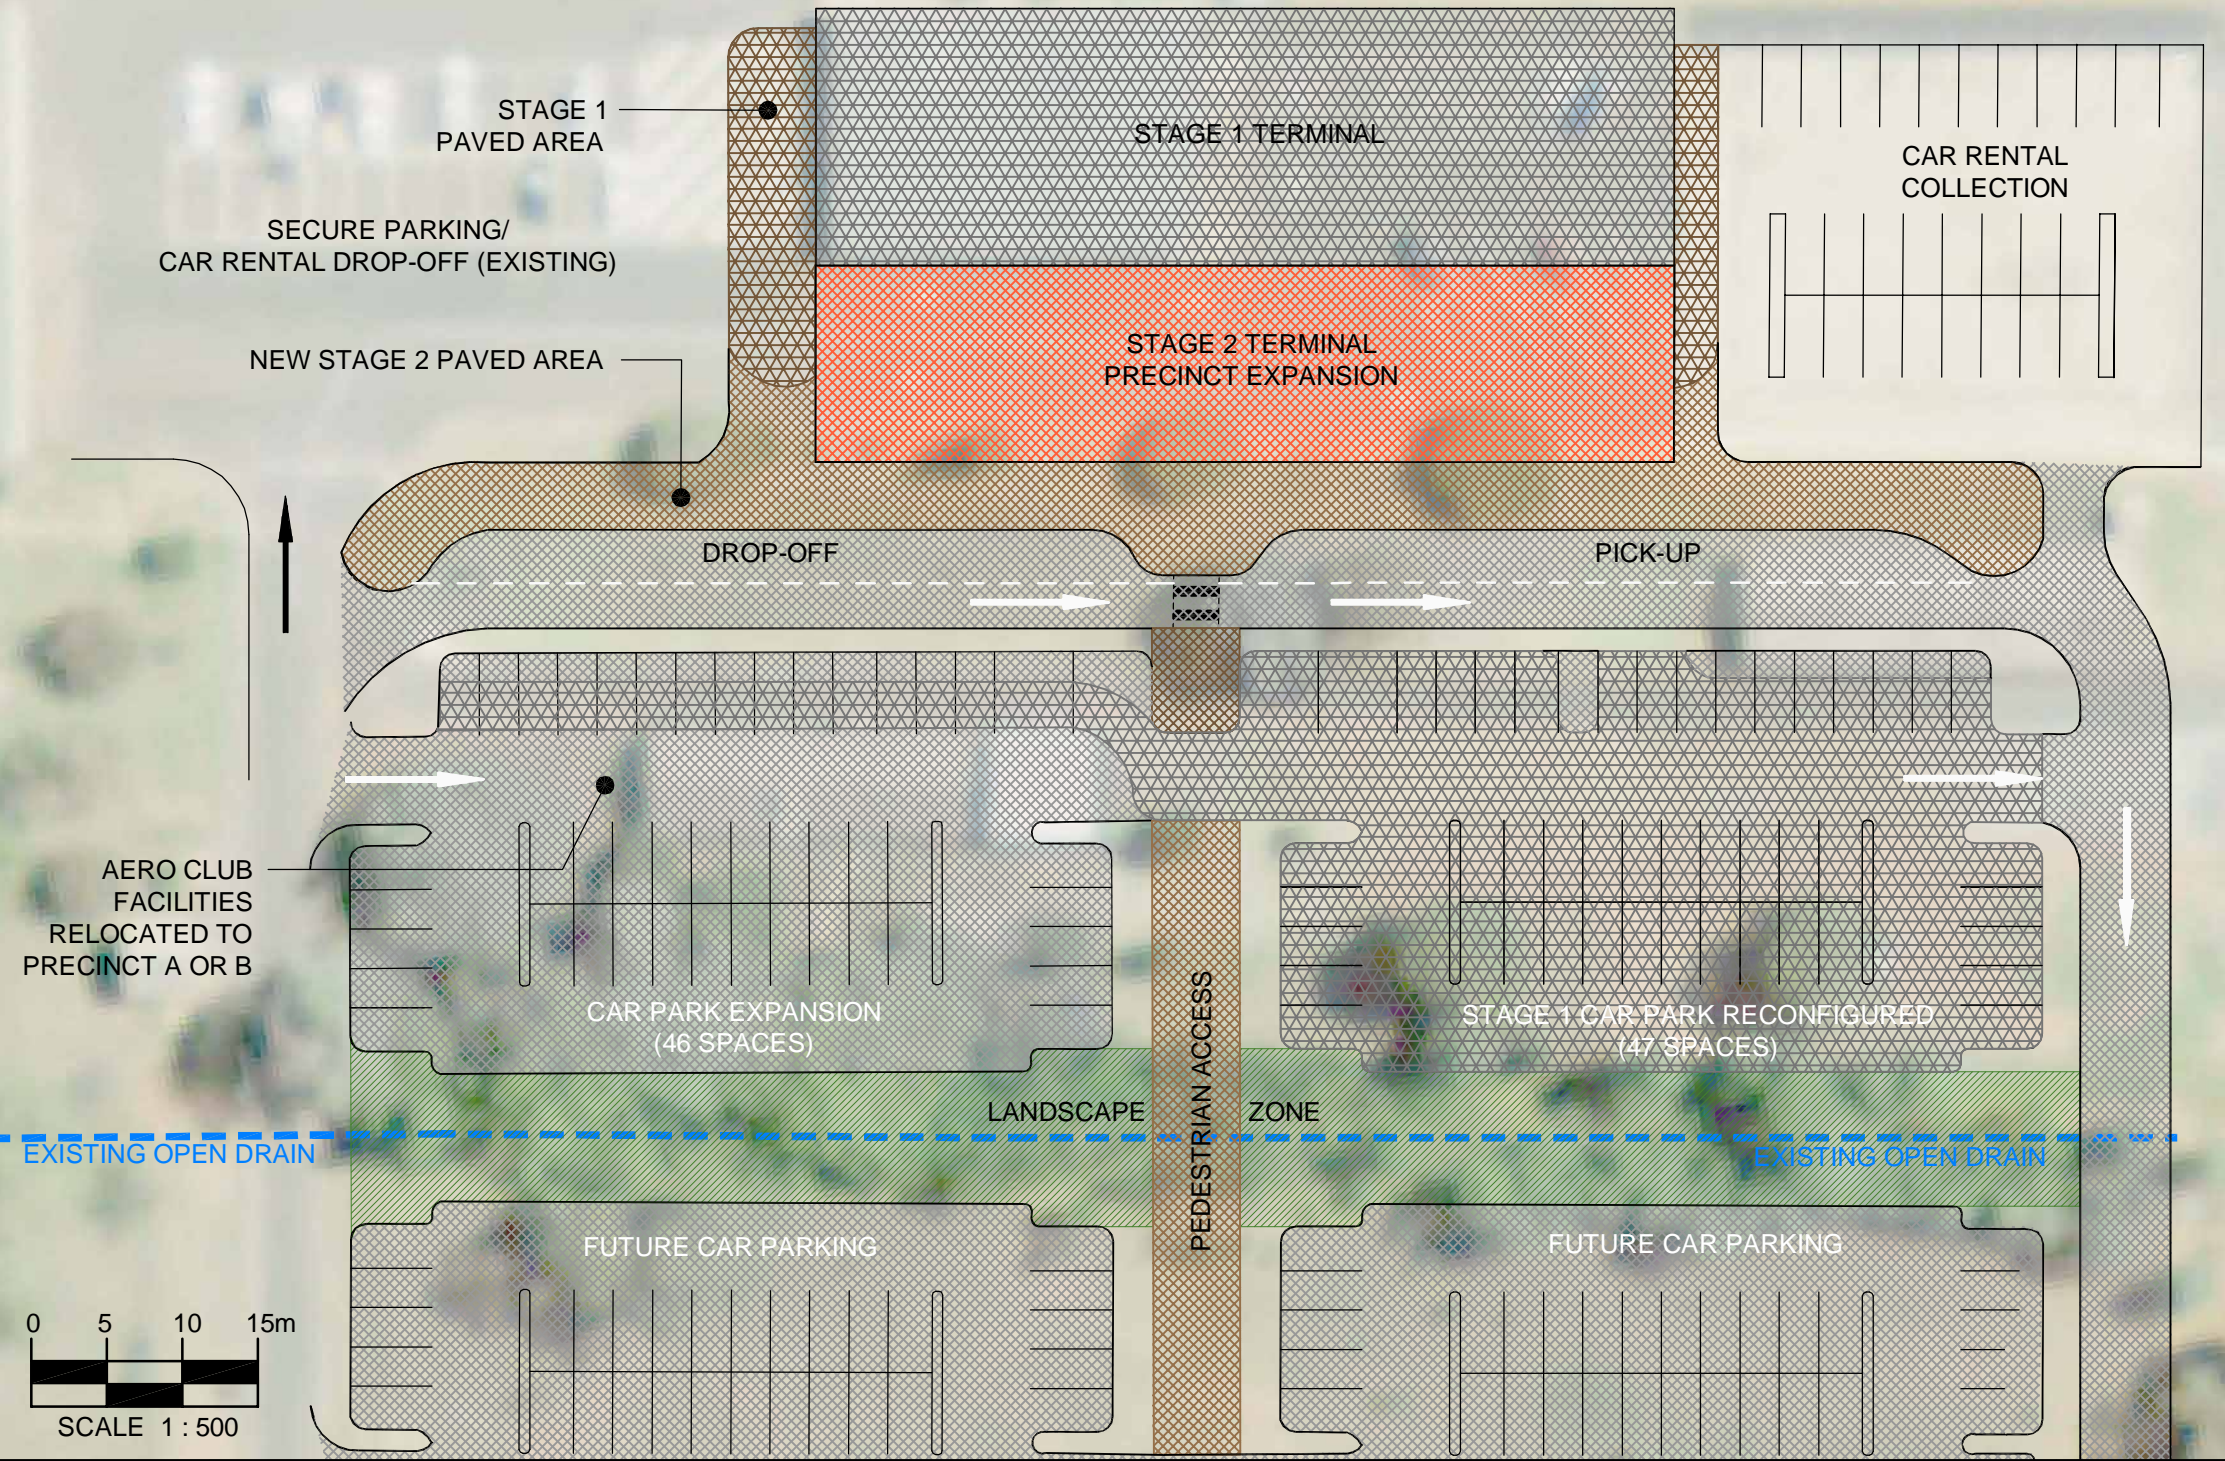 STAGE 1
PAVED AREA
STAGE 1 TERMINAL
CAR RENTAL
COLLECTION
SECURE PARKING/
CAR RENTAL DROP-OFF (EXISTING)
NEW STAGE 2 PAVED AREA
STAGE 2 TERMINAL
PRECINCT EXPANSION
DROP-OFF
PICK-UP
AERO CLUB
FACILITIES
RELOCATED TO
PRECINCT A OR B
CAR PARK EXPANSION
(46 SPACES)
STAGE 1 CAR PARK RECONFIGURED
(47 SPACES)
PEDESTRIAN ACCESS
LANDSCAPE ZONE
EXISTING OPEN DRAIN
EXISTING OPEN DRAIN
FUTURE CAR PARKING
FUTURE CAR PARKING
0 5 10 15m
SCALE 1 : 500